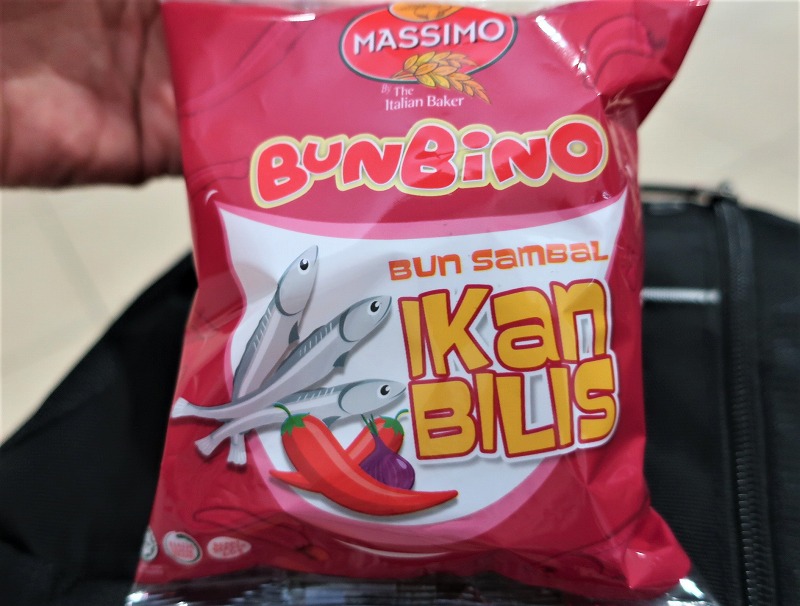 MASSIMO
By The
Italian Baker
BUNBINO
BUN SAMBAL
IKAN
BILIS